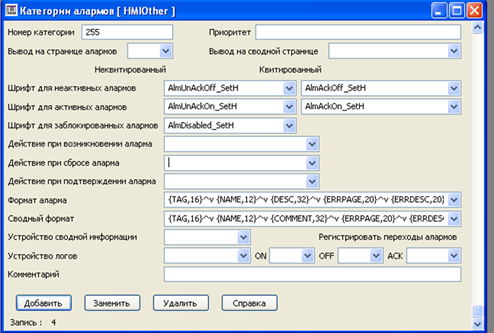 Категории алармов [ HMIOther ]
Номер категории 255 Приоритет
Вывод на странице алармов Вывод на сводной странице
Неквитированный Квитированный
Шрифт для неактивных алармов AlmUnAckOff_SetH AlmAckOff_SetH
Шрифт для активных алармов AlmUnAckOn_SetH AlmAckOn_SetH
Шрифт для заблокированных алармов AlmDisabled_SetH
Действие при возникновении аларма
Действие при сбросе аларма
Действие при подтверждении аларма
Формат аларма {TAG,16}^v {NAME,12}^v {DESC,32}^v {ERRPAGE,20}^v {ERRDESC,20}
Сводный формат {TAG,16}^v {NAME,12}^v {COMMENT,32}^v {ERRPAGE,20}^v {ERRDES
Устройство сводной информации Регистрировать переходы алармов
Устройство логов ON OFF ACK
Комментарий
Добавить Заменить Удалить Справка
Запись : 4